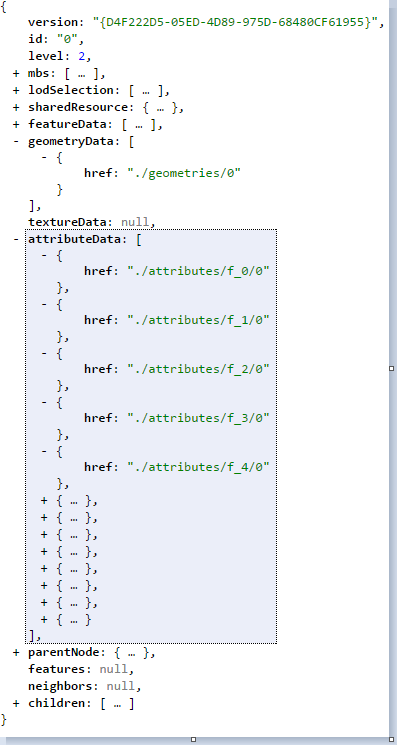 {
version: "{D4F222D5-05ED-4D89-975D-68480CF61955}",
id: "0",
level: 2,
+ mbs: [ … ],
+ lodSelection: [ … ],
+ sharedResource: { … },
+ featureData: [ … ],
- geometryData: [
- {
href: "./geometries/0"
}
],
textureData: null,
- attributeData: [
- {
href: "./attributes/f_0/0"
},
- {
href: "./attributes/f_1/0"
},
- {
href: "./attributes/f_2/0"
},
- {
href: "./attributes/f_3/0"
},
- {
href: "./attributes/f_4/0"
},
+ { … },
+ { … },
+ { … },
+ { … },
+ { … },
+ { … },
+ { … },
+ { … }
],
+ parentNode: { … },
features: null,
neighbors: null,
+ children: [ … ]
}